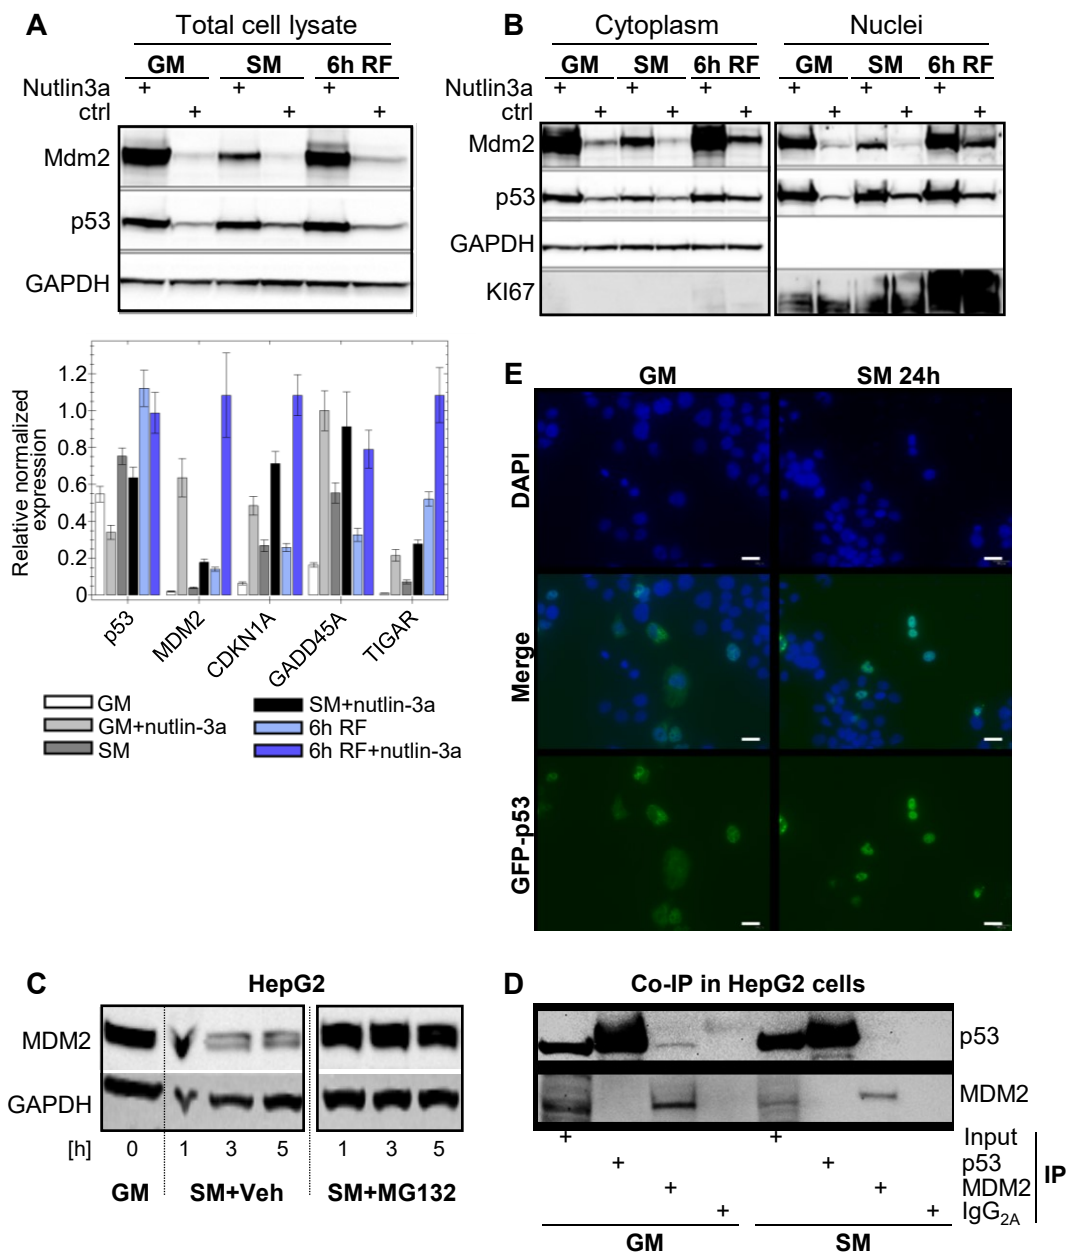 A
Total cell lysate
GM SM 6h RF
Nutlin3a + + +
ctrl + + +
Mdm2
p53
GAPDH
B
Cytoplasm Nuclei
GM SM 6h RF GM SM 6h RF
Nutlin3a + + + + + +
ctrl + + + + + +
Mdm2
p53
GAPDH
KI67
Relative normalized
expression
1.2
1.0
0.8
0.6
0.4
0.2
0
p53 MDM2 CDKN1A GADD45A TIGAR
GM
GM+nutlin-3a
SM
SM+nutlin-3a
6h RF
6h RF+nutlin-3a
E
GM SM 24h
DAPI
Merge
GFP-p53
C
HepG2
MDM2
GAPDH
[h] 0 1 3 5 1 3 5
GM SM+Veh SM+MG132
D
Co-IP in HepG2 cells
p53
MDM2
+ + Input
+ + p53
+ + MDM2
+ + IgG2A
IP
GM SM